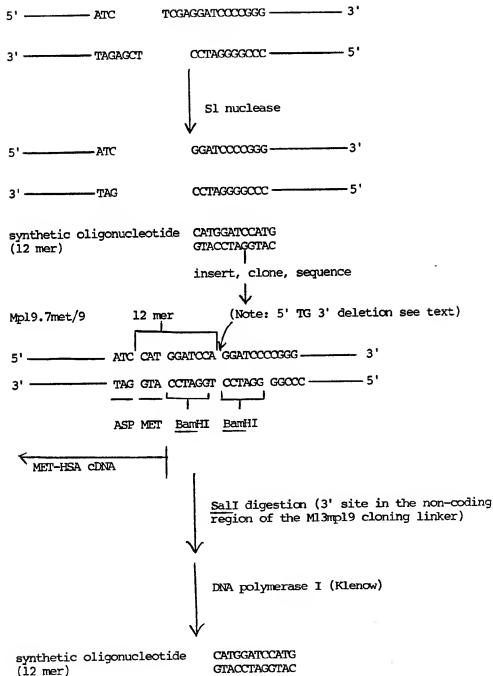 5' ATC TCGAGGATCCCCGGG 3'
3' TAGAGCT CCTAGGGGCCC 5'
S1 nuclease
5' ATC GGATCCCCGGG 3'
3' TAG CCTAGGGGCCC 5'
synthetic oligonucleotide CATGGATCCATG
(12 mer) GTACCTAGGTAC
insert, clone, sequence
Mp19.7met/9 12 mer (Note: 5' TG 3' deletion see text)
5' ATC CAT GGATCCA GGATCCCCGGG 3'
3' TAG GTA CCTAGGT CCTAGG GGCCC 5'
ASP MET BamHI BamHI
MET-HSA cDNA
SalI digestion (3' site in the non-coding
region of the M13mp19 cloning linker)
DNA polymerase I (Klenow)
synthetic oligonucleotide CATGGATCCATG
(12 mer) GTACCTAGGTAC